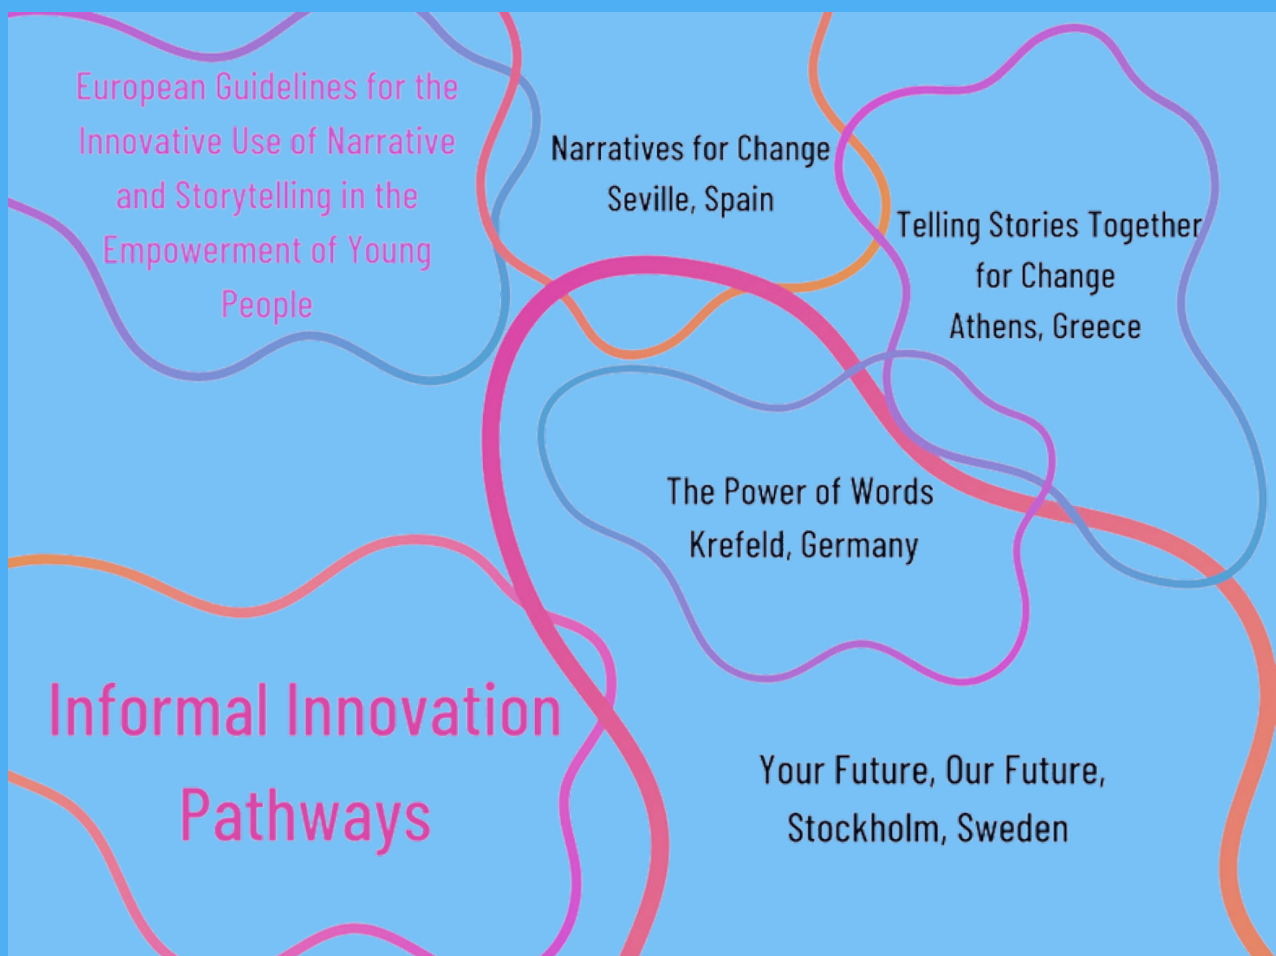 European Guidelines for the
Innovative Use of Narrative
and Storytelling in the
Empowerment of Young
People
Narratives for Change
Seville, Spain
Telling Stories Together
for Change
Athens, Greece
The Power of Words
Krefeld, Germany
Informal Innovation
Pathways
Your Future, Our Future,
Stockholm, Sweden